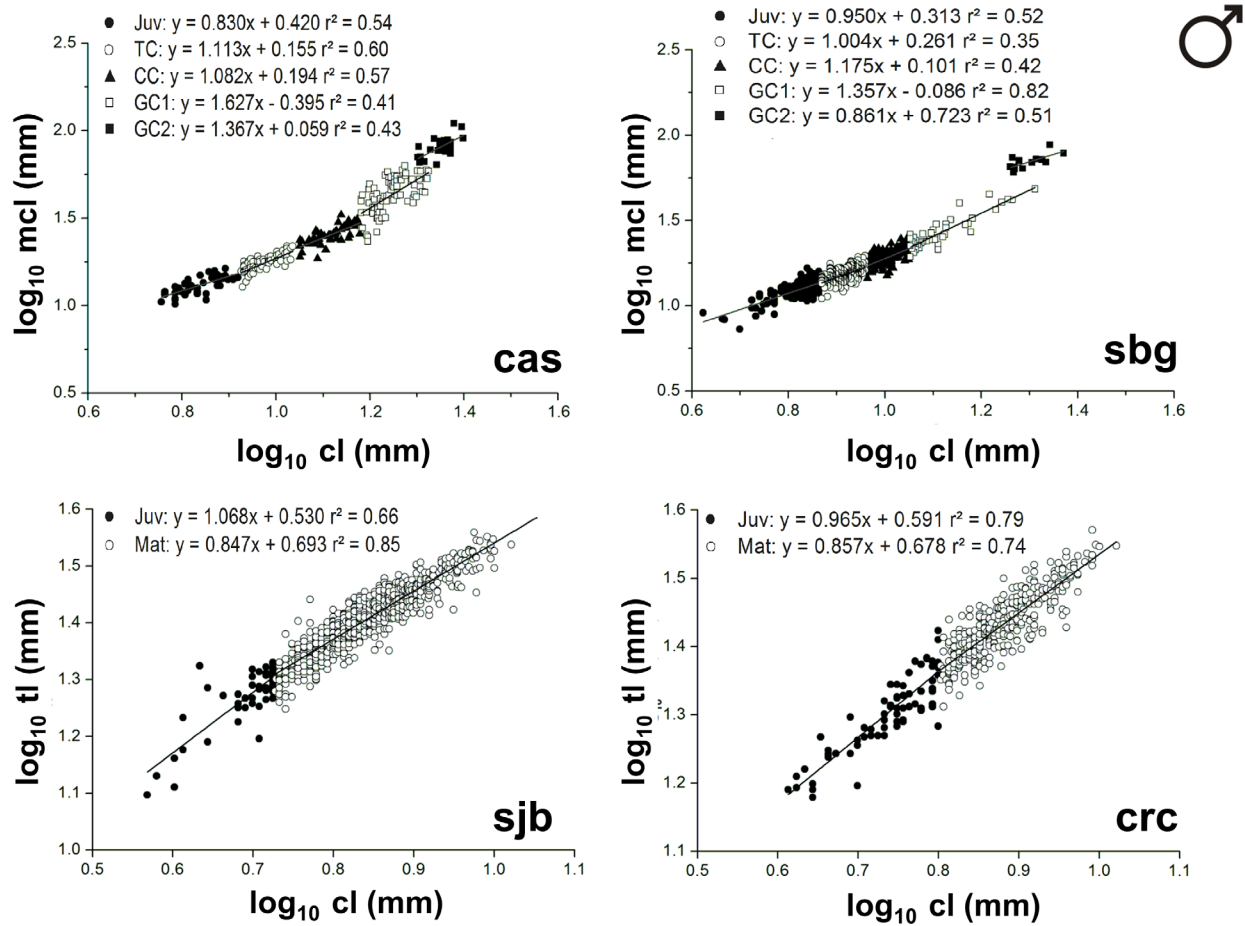 Juv: y = 0.830x + 0.420 r² = 0.54
TC: y = 1.113x + 0.155 r² = 0.60
CC: y = 1.082x + 0.194 r² = 0.57
GC1: y = 1.627x - 0.395 r² = 0.41
GC2: y = 1.367x + 0.059 r² = 0.43
2.5
2.0
1.5
1.0
0.5
log₁₀ mcl (mm)
cas
0.6 0.8 1.0 1.2 1.4 1.6
log₁₀ cl (mm)
Juv: y = 0.950x + 0.313 r² = 0.52
TC: y = 1.004x + 0.261 r² = 0.35
CC: y = 1.175x + 0.101 r² = 0.42
GC1: y = 1.357x - 0.086 r² = 0.82
GC2: y = 0.861x + 0.723 r² = 0.51
2.5
2.0
1.5
1.0
0.5
log₁₀ mcl (mm)
sbg
0.6 0.8 1.0 1.2 1.4 1.6
log₁₀ cl (mm)
Juv: y = 1.068x + 0.530 r² = 0.66
Mat: y = 0.847x + 0.693 r² = 0.85
1.6
1.5
1.4
1.3
1.2
1.1
1.0
log₁₀ tl (mm)
sjb
0.5 0.6 0.7 0.8 0.9 1.0 1.1
log₁₀ cl (mm)
Juv: y = 0.965x + 0.591 r² = 0.79
Mat: y = 0.857x + 0.678 r² = 0.74
1.6
1.5
1.4
1.3
1.2
1.1
log₁₀ tl (mm)
crc
0.5 0.6 0.7 0.8 0.9 1.0 1.1
log₁₀ cl (mm)